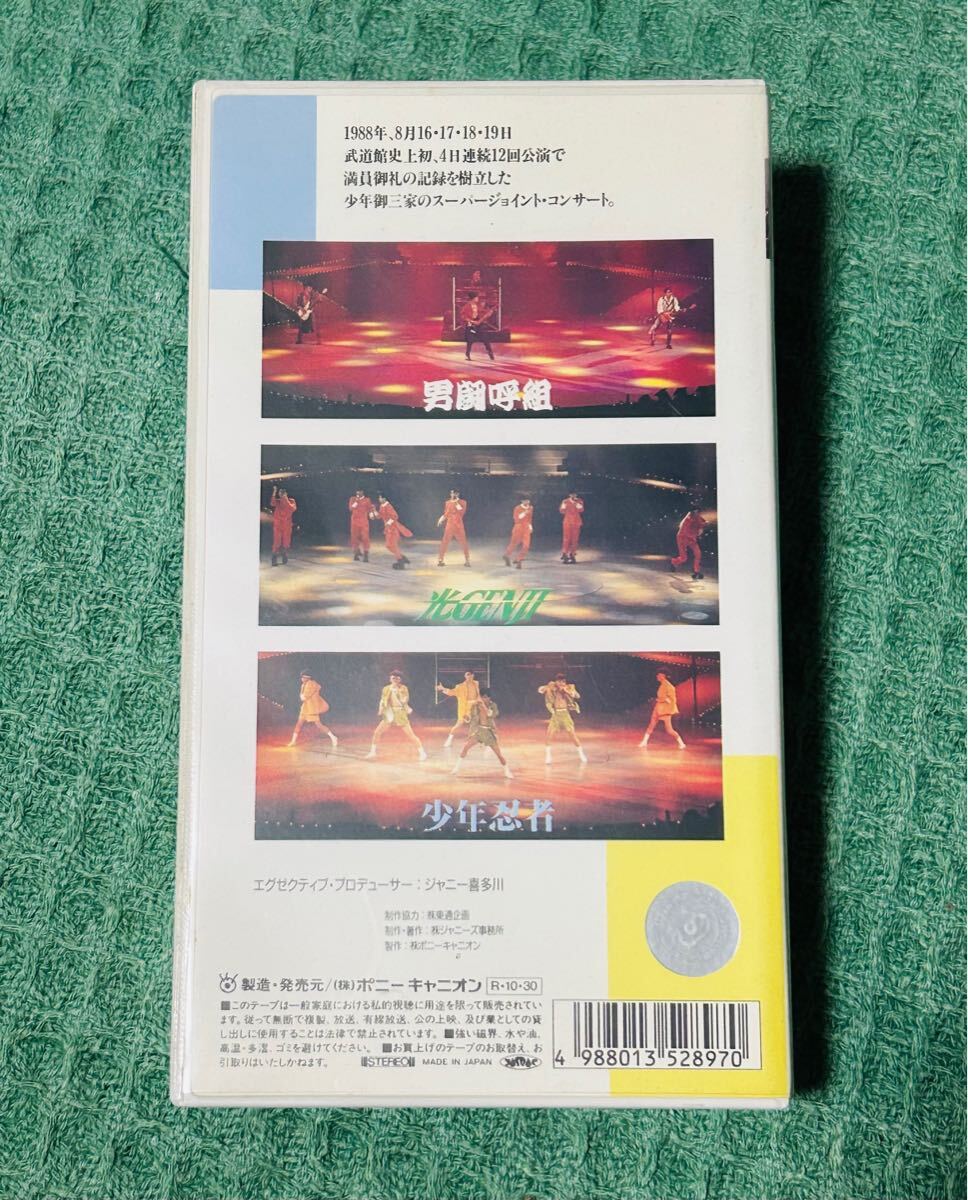 1988年、8月16・17・18・19日
武道館史上初、4日連続12回公演で
満員御礼の記録を樹立した
少年御三家のスーパージョイント・コンサート。
男闘呼組
光GENJI
少年忍者
エグゼクティブ・プロデューサー：ジャニー喜多川
制作協力：㈱東通企画
制作・著作：㈱ジャニーズ事務所
製作：㈱ポニーキャニオン
製造・発売元/(株)ポニーキャニオン R・10・30
■このテープは一般家庭における私的視聴に用途を限って販売されてい
ます。従って無断で複製、放送、有線放送、公の上映、及び業としての貸
し出しに使用することは法律で禁止されています。■強い磁界、水や油、
高温・多湿、ゴミを避けてください。■お買上げのテープのお取替え、お
引取りはいたしかねます。 STEREO MADE IN JAPAN
4 988013 528970